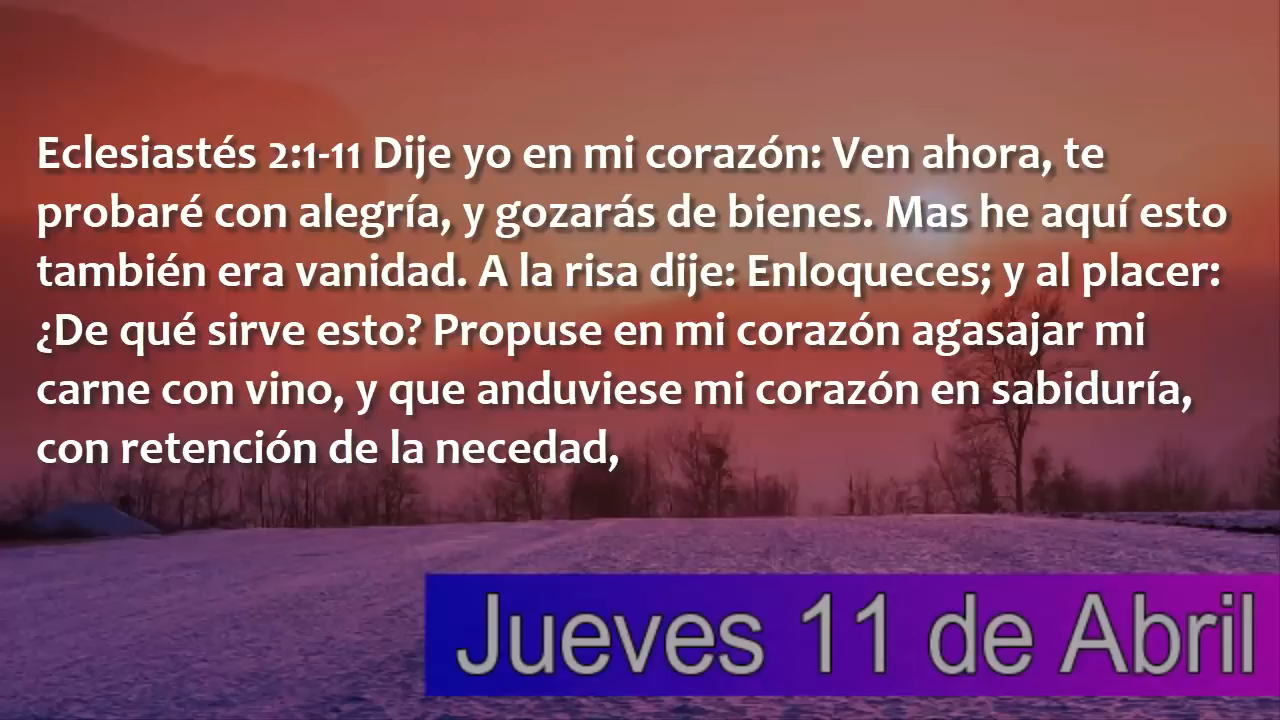 Eclesiastés 2:1-11 Dije yo en mi corazón: Ven ahora, te
probaré con alegría, y gozarás de bienes. Mas he aquí esto
también era vanidad. A la risa dije: Enloqueces; y al placer:
¿De qué sirve esto? Propuse en mi corazón agasajar mi
carne con vino, y que anduviese mi corazón en sabiduría,
con retención de la necedad,
Jueves 11 de Abril